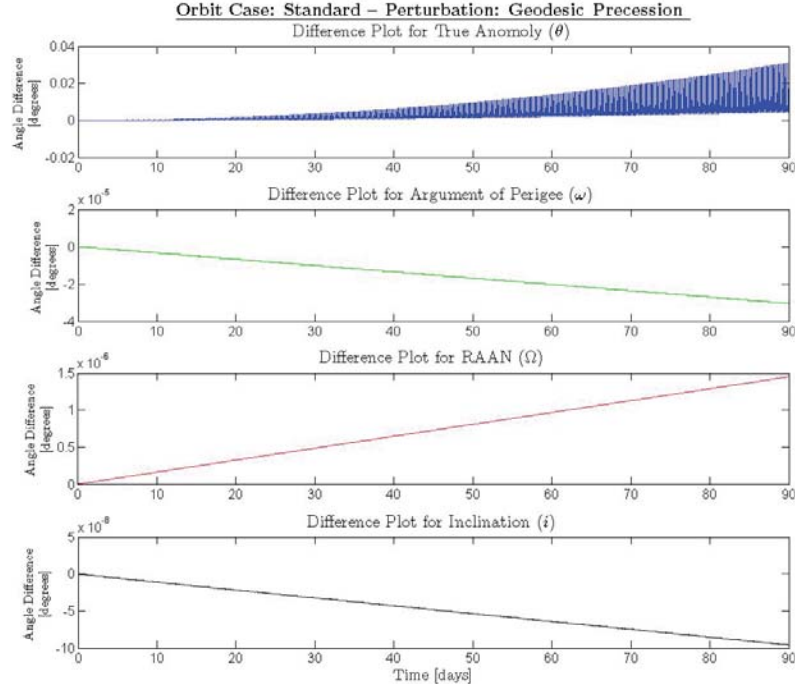 Orbit Case: Standard – Perturbation: Geodesic Precession
Difference Plot for True Anomoly (θ)
Angle Difference
[degrees]
0.04
0.02
0
-0.02
0 10 20 30 40 50 60 70 80 90
x 10⁻⁵
Difference Plot for Argument of Perigee (ω)
Angle Difference
[degrees]
2
0
-2
-4
0 10 20 30 40 50 60 70 80 90
x 10⁻⁶
Difference Plot for RAAN (Ω)
Angle Difference
[degrees]
1.5
1
0.5
0
0 10 20 30 40 50 60 70 80 90
x 10⁻⁸
Difference Plot for Inclination (i)
Angle Difference
[degrees]
5
0
-5
-10
0 10 20 30 40 50 60 70 80 90
Time [days]